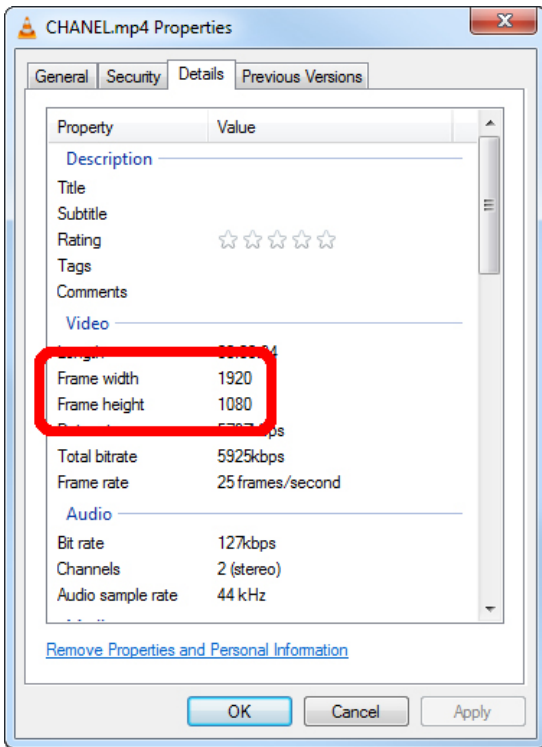 CHANEL.mp4 Properties
General Security Details Previous Versions
Property Value
Description
Title
Subtitle
Rating
Tags
Comments
Video
Frame width 1920
Frame height 1080
Total bitrate 5925kbps
Frame rate 25 frames/second
Audio
Bit rate 127kbps
Channels 2 (stereo)
Audio sample rate 44 kHz
Remove Properties and Personal Information
OK Cancel Apply